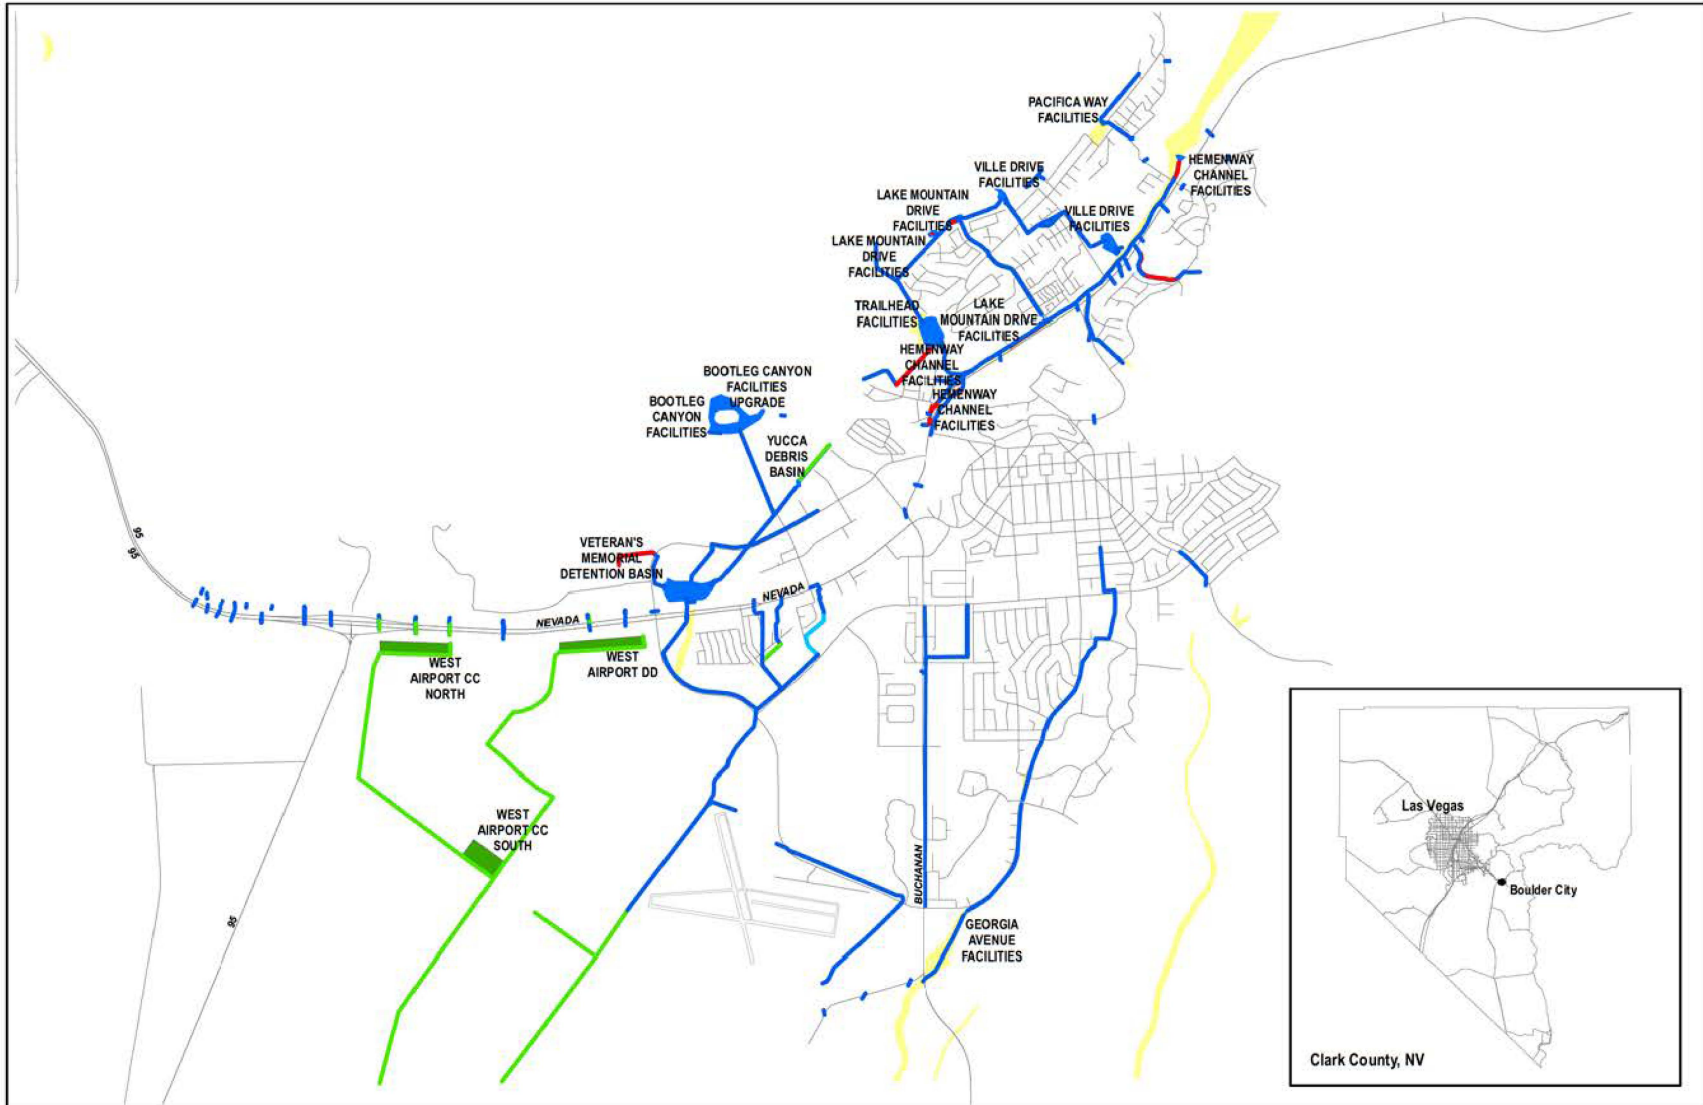 PACIFICA WAY
FACILITIES
HEMENWAY
CHANNEL
FACILITIES
VILLE DRIVE
FACILITIES
LAKE MOUNTAIN
DRIVE
FACILITIES
VILLE DRIVE
FACILITIES
LAKE MOUNTAIN
DRIVE
FACILITIES
TRAILHEAD
FACILITIES
LAKE
MOUNTAIN DRIVE
FACILITIES
HEMENWAY
CHANNEL
FACILITIES
BOOTLEG CANYON
FACILITIES
UPGRADE
HEMENWAY
CHANNEL
FACILITIES
BOOTLEG
CANYON
FACILITIES
YUCCA
DEBRIS
BASIN
95
95
VETERAN'S
MEMORIAL
DETENTION BASIN
NEVADA
NEVADA
WEST
AIRPORT CC
NORTH
WEST
AIRPORT DD
WEST
AIRPORT CC
SOUTH
BUCHANAN
95
GEORGIA
AVENUE
FACILITIES
Las Vegas
Boulder City
Clark County, NV